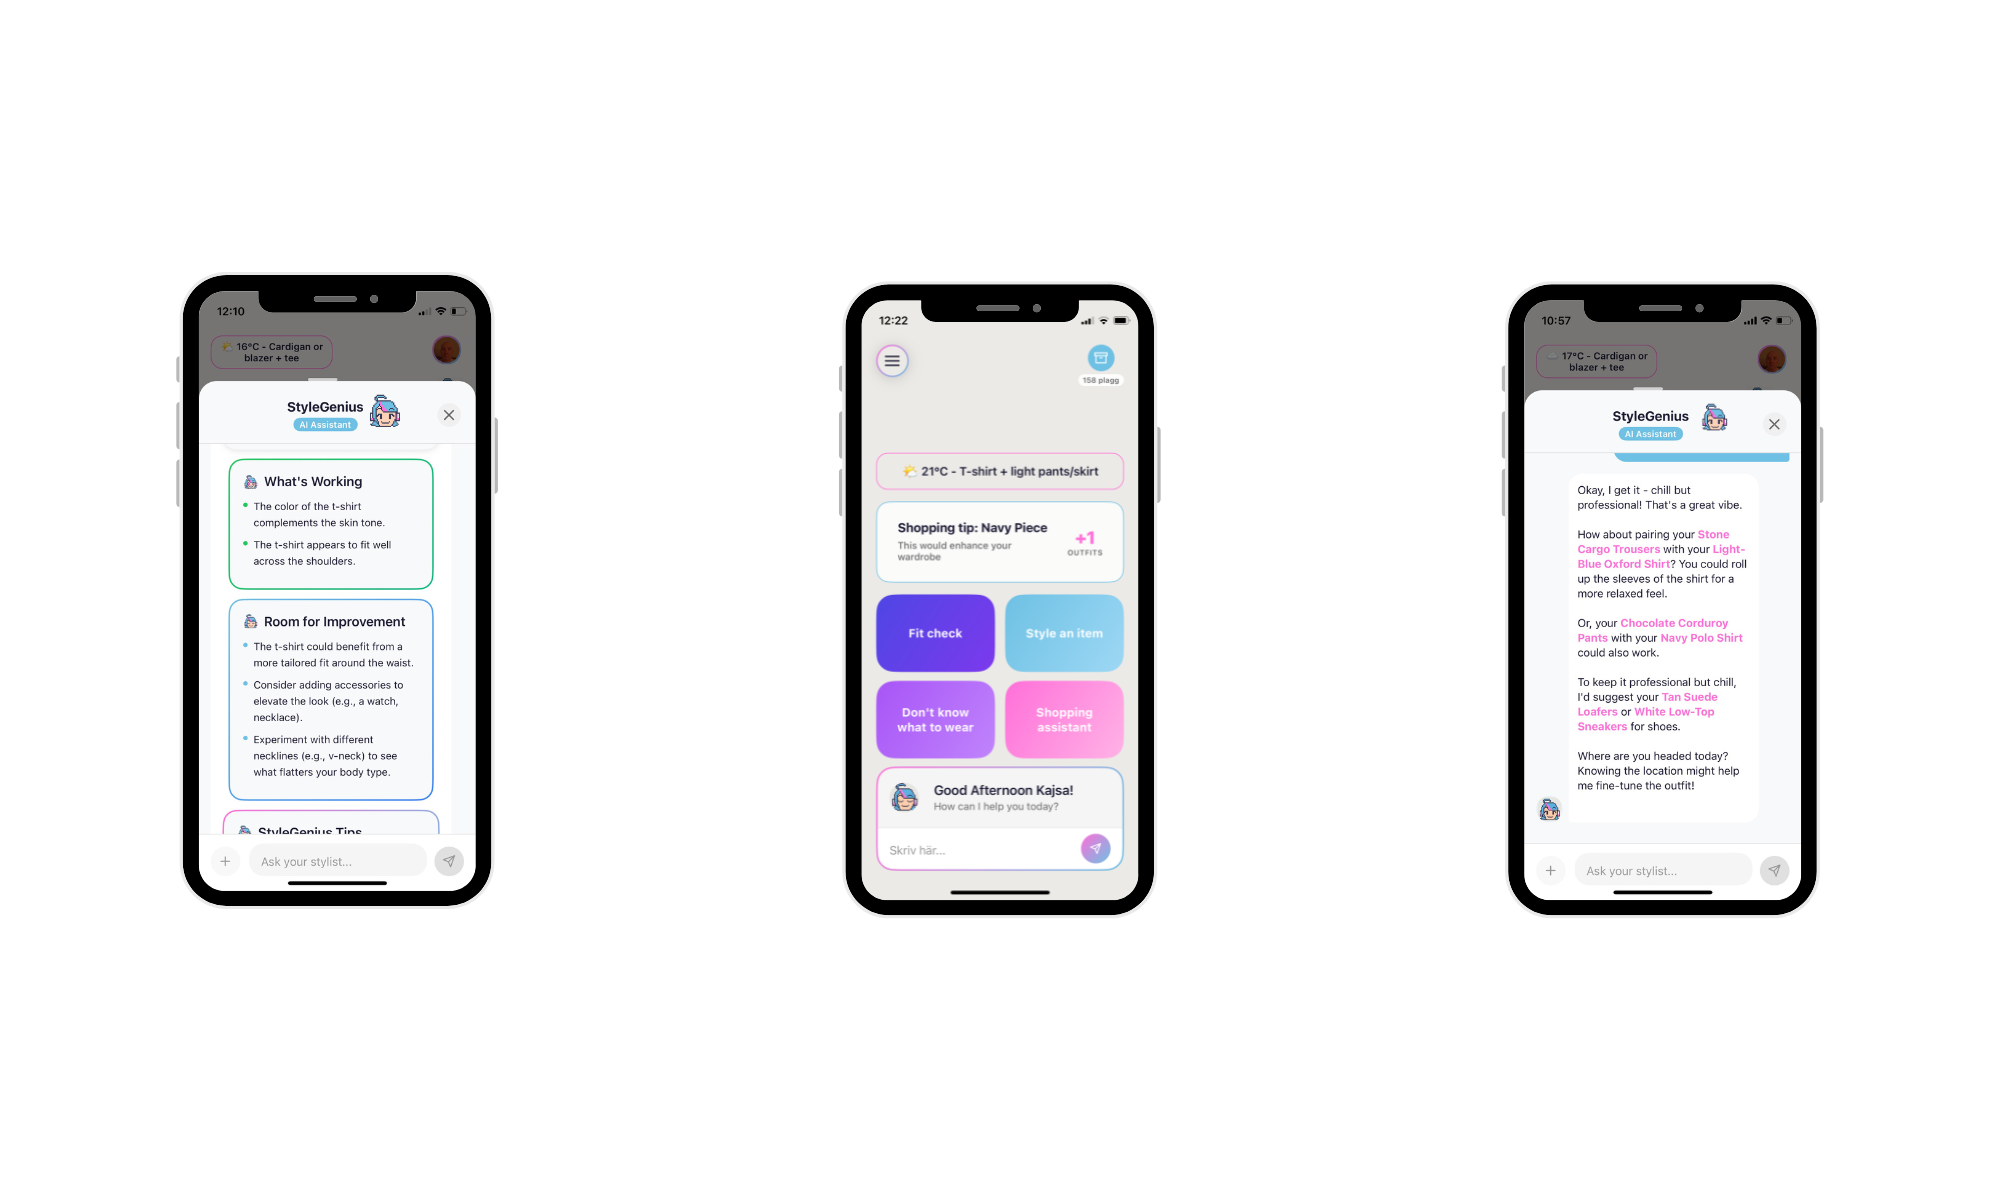 12:10
16°C - Cardigan or
blazer + tee
StyleGenius
AI Assistant
What's Working
The color of the t-shirt
complements the skin tone.
The t-shirt appears to fit well
across the shoulders.
Room for Improvement
The t-shirt could benefit from a
more tailored fit around the waist.
Consider adding accessories to
elevate the look (e.g., a watch,
necklace).
Experiment with different
necklines (e.g., v-neck) to see
what flatters your body type.
StyleGenius Tips
Ask your stylist...
12:22
158 plagg
21°C - T-shirt + light pants/skirt
Shopping tip: Navy Piece
This would enhance your
wardrobe
+1
OUTFITS
Fit check
Style an item
Don't know
what to wear
Shopping
assistant
Good Afternoon Kajsa!
How can I help you today?
Skriv här...
10:57
17°C - Cardigan or
blazer + tee
StyleGenius
AI Assistant
Okay, I get it - chill but
professional! That's a great vibe.
How about pairing your Stone
Cargo Trousers with your Light-
Blue Oxford Shirt? You could roll
up the sleeves of the shirt for a
more relaxed feel.
Or, your Chocolate Corduroy
Pants with your Navy Polo Shirt
could also work.
To keep it professional but chill,
I'd suggest your Tan Suede
Loafers or White Low-Top
Sneakers for shoes.
Where are you headed today?
Knowing the location might help
me fine-tune the outfit!
Ask your stylist...